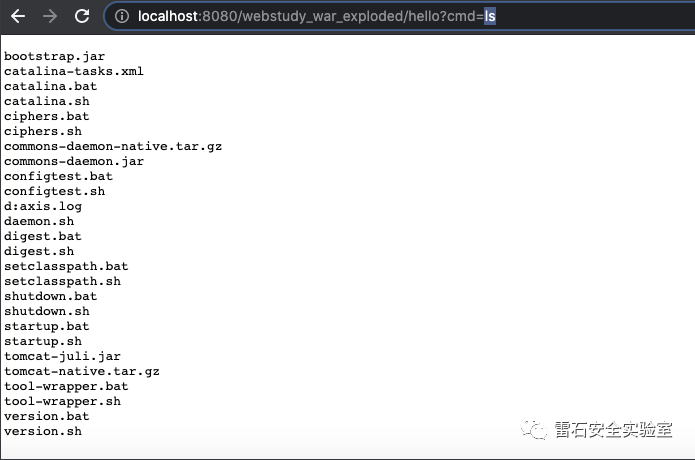 localhost:8080/webstudy_war_exploded/hello?cmd=ls
bootstrap.jar
catalina-tasks.xml
catalina.bat
catalina.sh
ciphers.bat
ciphers.sh
commons-daemon-native.tar.gz
commons-daemon.jar
configtest.bat
configtest.sh
d:axis.log
daemon.sh
digest.bat
digest.sh
setclasspath.bat
setclasspath.sh
shutdown.bat
shutdown.sh
startup.bat
startup.sh
tomcat-juli.jar
tomcat-native.tar.gz
tool-wrapper.bat
tool-wrapper.sh
version.bat
version.sh
雷石安全实验室